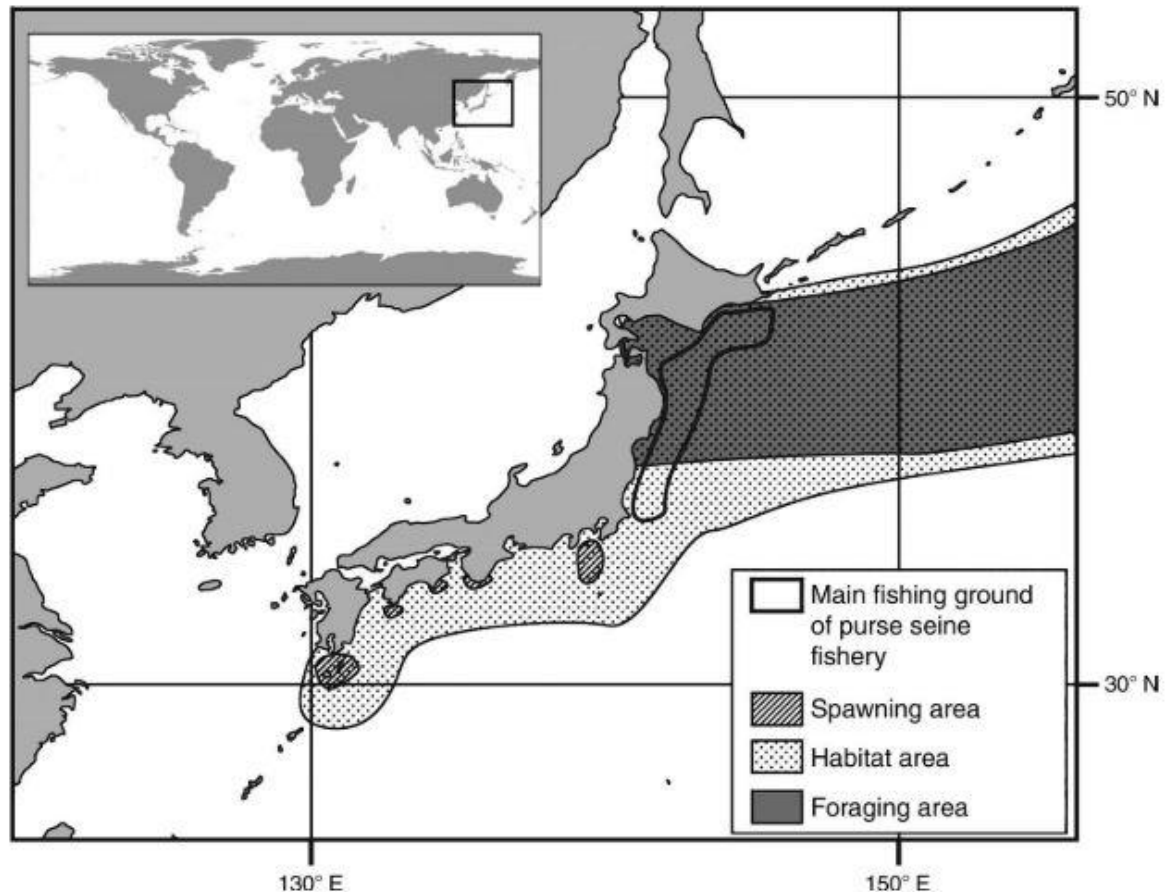 50° N
Main fishing ground
of purse seine
fishery
30° N
Spawning area
Habitat area
Foraging area
130° E
150° E